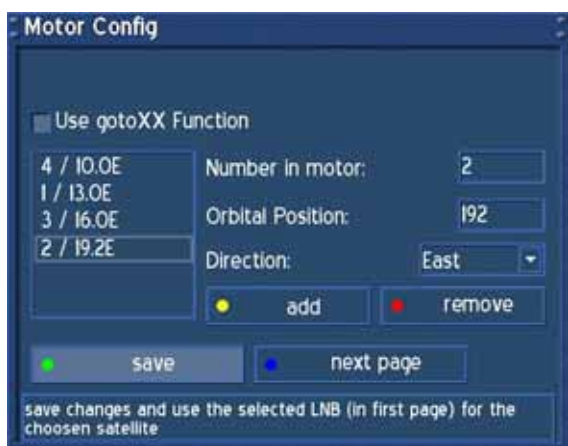 Motor Config
Use gotoXX Function
4 / 10.0E
1 / 13.0E
3 / 16.0E
2 / 19.2E
Number in motor: 2
Orbital Position: 192
Direction: East
add remove
save next page
save changes and use the selected LNB (in first page) for the
choosen satellite